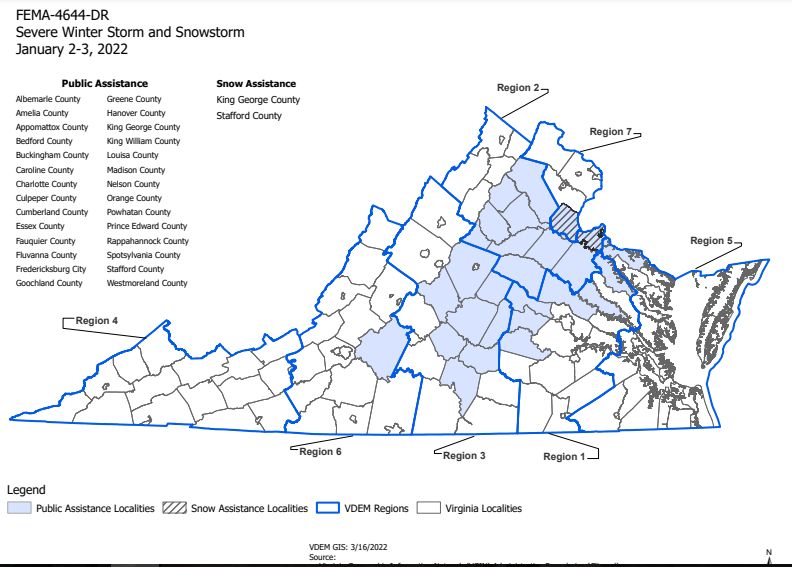 FEMA-4644-DR
Severe Winter Storm and Snowstorm
January 2-3, 2022
Public Assistance
Albemarle County
Amelia County
Appomattox County
Bedford County
Buckingham County
Caroline County
Charlotte County
Culpeper County
Cumberland County
Essex County
Fauquier County
Fluvanna County
Fredericksburg City
Goochland County
Greene County
Hanover County
King George County
King William County
Louisa County
Madison County
Nelson County
Orange County
Powhatan County
Prince Edward County
Rappahannock County
Spotsylvania County
Stafford County
Westmoreland County
Snow Assistance
King George County
Stafford County
Region 2
Region 7
Region 5
Region 4
Region 6
Region 3
Region 1
Legend
Public Assistance Localities
Snow Assistance Localities
VDEM Regions
Virginia Localities
VDEM GIS: 3/16/2022
Source:
N